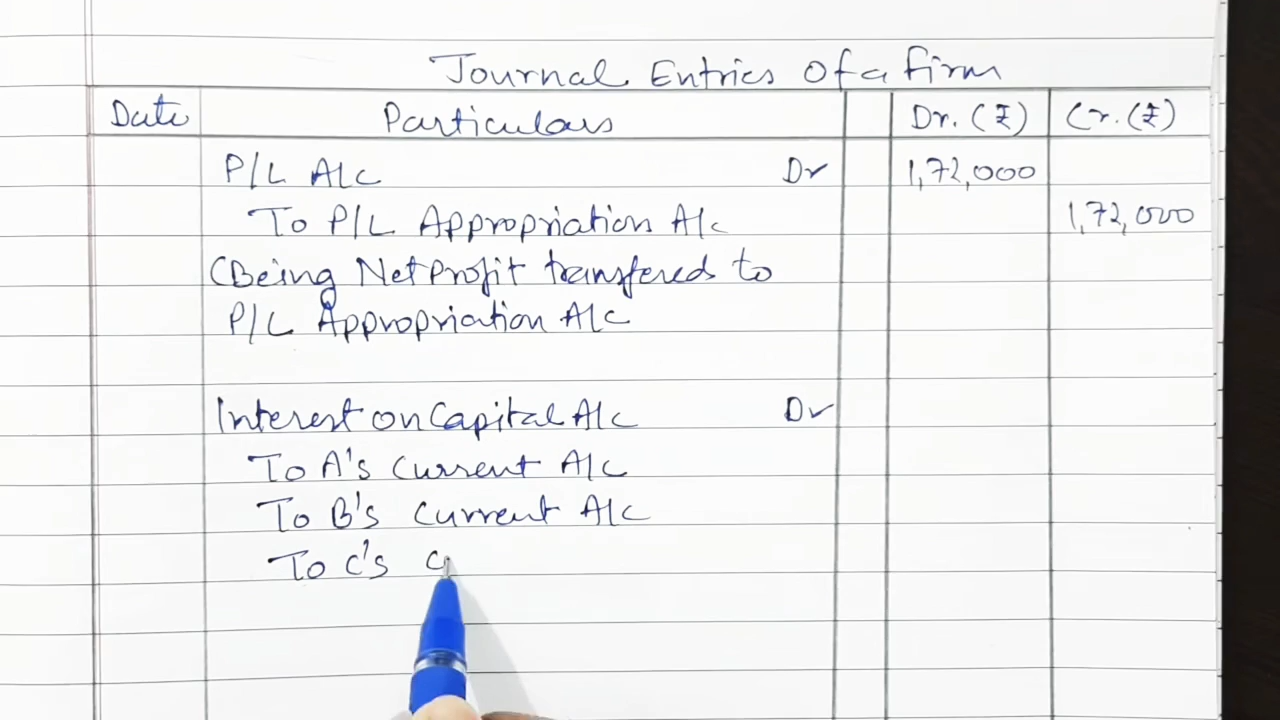 Journal Entries Of a firm
Date Particulars Dr. (₹) Cr. (₹)
P/L A/c Dr 1,72,000
To P/L Appropriation A/c 1,72,000
(Being Net Profit transfered to
P/L Appropriation A/c
Interest on Capital A/c Dr
To A's Current A/c
To B's Current A/c
To C's C